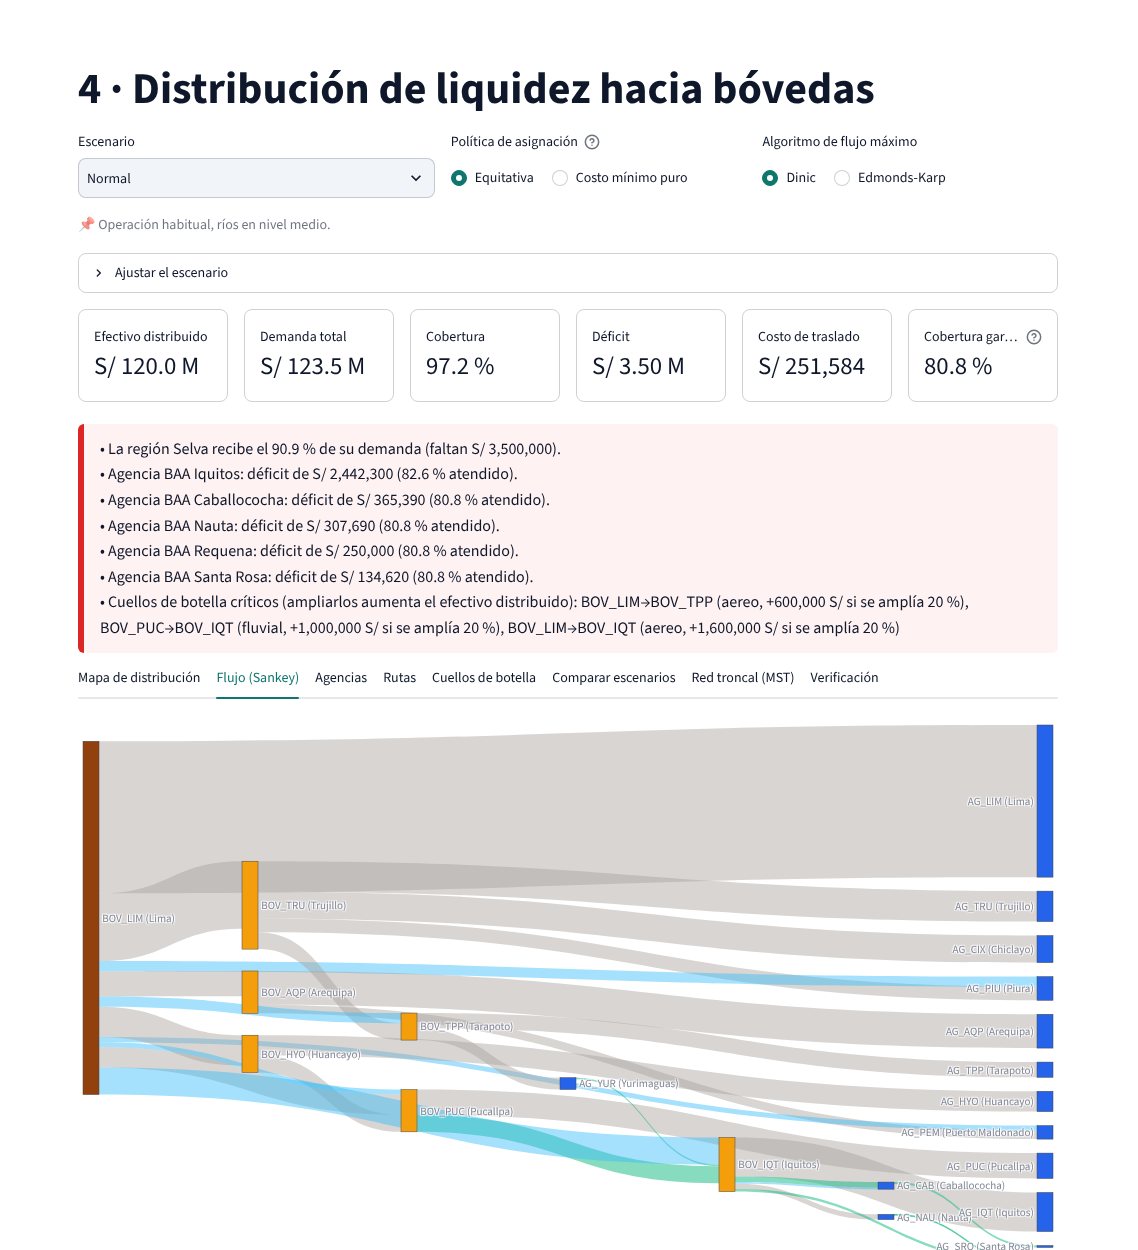 4 · Distribución de liquidez hacia bóvedas
Escenario
Política de asignación
Algoritmo de flujo máximo
Normal
Equitativa
Costo mínimo puro
Dinic
Edmonds-Karp
📌 Operación habitual, ríos en nivel medio.
Ajustar el escenario
Efectivo distribuido
S/ 120.0 M
Demanda total
S/ 123.5 M
Cobertura
97.2 %
Déficit
S/ 3.50 M
Costo de traslado
S/ 251,584
Cobertura gar…
80.8 %
• La región Selva recibe el 90.9 % de su demanda (faltan S/ 3,500,000).
• Agencia BAA Iquitos: déficit de S/ 2,442,300 (82.6 % atendido).
• Agencia BAA Caballococha: déficit de S/ 365,390 (80.8 % atendido).
• Agencia BAA Nauta: déficit de S/ 307,690 (80.8 % atendido).
• Agencia BAA Requena: déficit de S/ 250,000 (80.8 % atendido).
• Agencia BAA Santa Rosa: déficit de S/ 134,620 (80.8 % atendido).
• Cuellos de botella críticos (ampliarlos aumenta el efectivo distribuido): BOV_LIM→BOV_TPP (aereo, +600,000 S/ si se amplía 20 %),
BOV_PUC→BOV_IQT (fluvial, +1,000,000 S/ si se amplía 20 %), BOV_LIM→BOV_IQT (aereo, +1,600,000 S/ si se amplía 20 %)
Mapa de distribución
Flujo (Sankey)
Agencias
Rutas
Cuellos de botella
Comparar escenarios
Red troncal (MST)
Verificación
AG_LIM (Lima)
BOV_TRU (Trujillo)
AG_TRU (Trujillo)
BOV_LIM (Lima)
AG_CIX (Chiclayo)
AG_PIU (Piura)
BOV_AQP (Arequipa)
BOV_TPP (Tarapoto)
AG_AQP (Arequipa)
BOV_HYO (Huancayo)
AG_TPP (Tarapoto)
AG_YUR (Yurimaguas)
AG_HYO (Huancayo)
BOV_PUC (Pucallpa)
AG_PEM (Puerto Maldonado)
BOV_IQT (Iquitos)
AG_PUC (Pucallpa)
AG_CAB (Caballococha)
AG_NAU (Nauta)
AG_IQT (Iquitos)
AG_SRO (Santa Rosa)